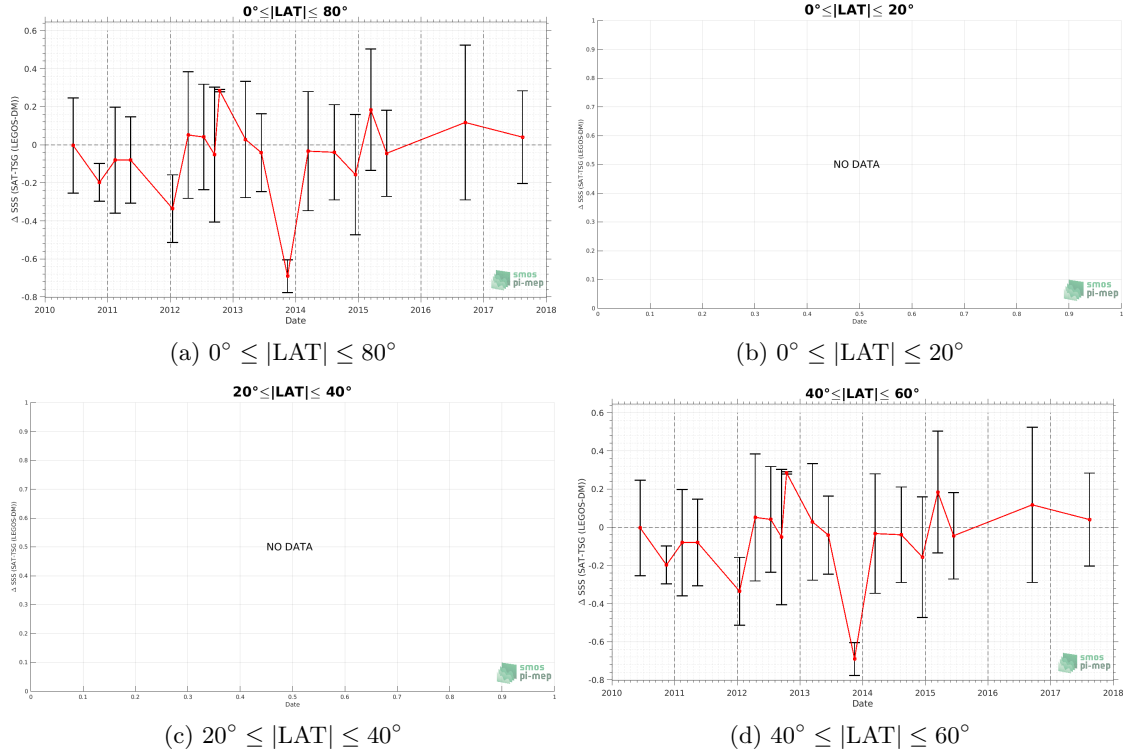 0°≤|LAT|≤ 80°
0.6
0.4
0.2
0
-0.2
-0.4
-0.6
-0.8
Δ SSS (SAT-TSG (LEGOS-DM))
2010 2011 2012 2013 2014 2015 2016 2017 2018
Date
smos
pi-mep
(a) 0° ≤ |LAT| ≤ 80°
0°≤|LAT|≤ 20°
1
0.9
0.8
0.7
0.6
0.5
0.4
0.3
0.2
0.1
0
Δ SSS (SAT-TSG (LEGOS-DM))
NO DATA
0 0.1 0.2 0.3 0.4 0.5 0.6 0.7 0.8 0.9 1
Date
smos
pi-mep
(b) 0° ≤ |LAT| ≤ 20°
20°≤|LAT|≤ 40°
1
0.9
0.8
0.7
0.6
0.5
0.4
0.3
0.2
0.1
0
Δ SSS (SAT-TSG (LEGOS-DM))
NO DATA
0 0.1 0.2 0.3 0.4 0.5 0.6 0.7 0.8 0.9 1
Date
smos
pi-mep
(c) 20° ≤ |LAT| ≤ 40°
40°≤|LAT|≤ 60°
0.6
0.4
0.2
0
-0.2
-0.4
-0.6
-0.8
Δ SSS (SAT-TSG (LEGOS-DM))
2010 2011 2012 2013 2014 2015 2016 2017 2018
Date
smos
pi-mep
(d) 40° ≤ |LAT| ≤ 60°